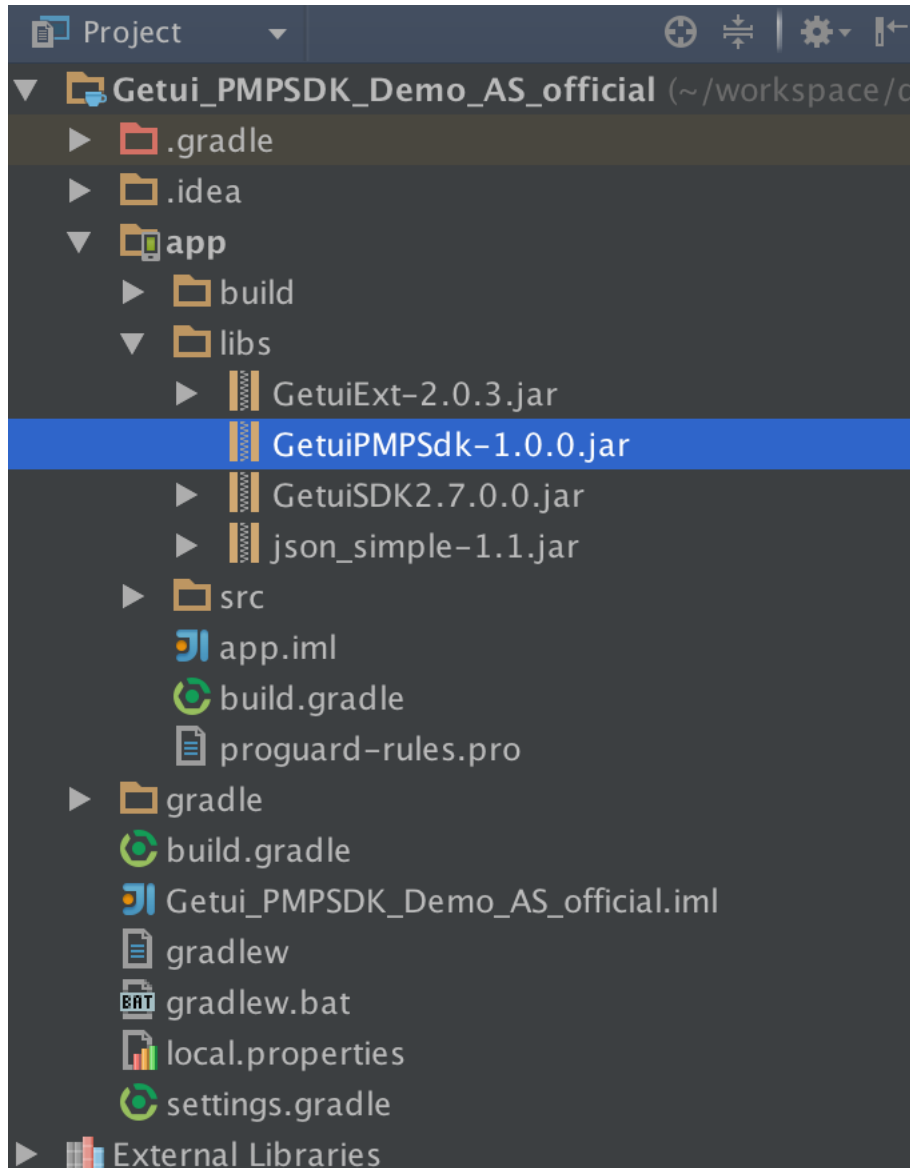 Project
Getui_PMPSDK_Demo_AS_official (~/workspace/d
.gradle
.idea
app
build
libs
GetuiExt-2.0.3.jar
GetuiPMPSdk-1.0.0.jar
GetuiSDK2.7.0.0.jar
json_simple-1.1.jar
src
app.iml
build.gradle
proguard-rules.pro
gradle
build.gradle
Getui_PMPSDK_Demo_AS_official.iml
gradlew
BAT gradlew.bat
local.properties
settings.gradle
External Libraries